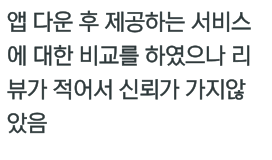 앱 다운 후 제공하는 서비스
에 대한 비교를 하였으나 리
뷰가 적어서 신뢰가 가지않
았음